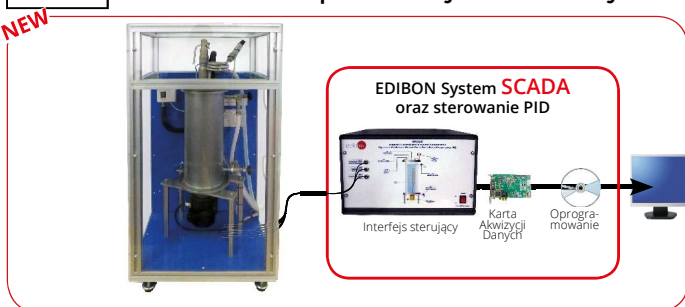 NEW
EDIBON System SCADA
oraz sterowanie PID
Interfejs sterujący
Karta
Akwizycji
Danych
Oprogra-
mowanie